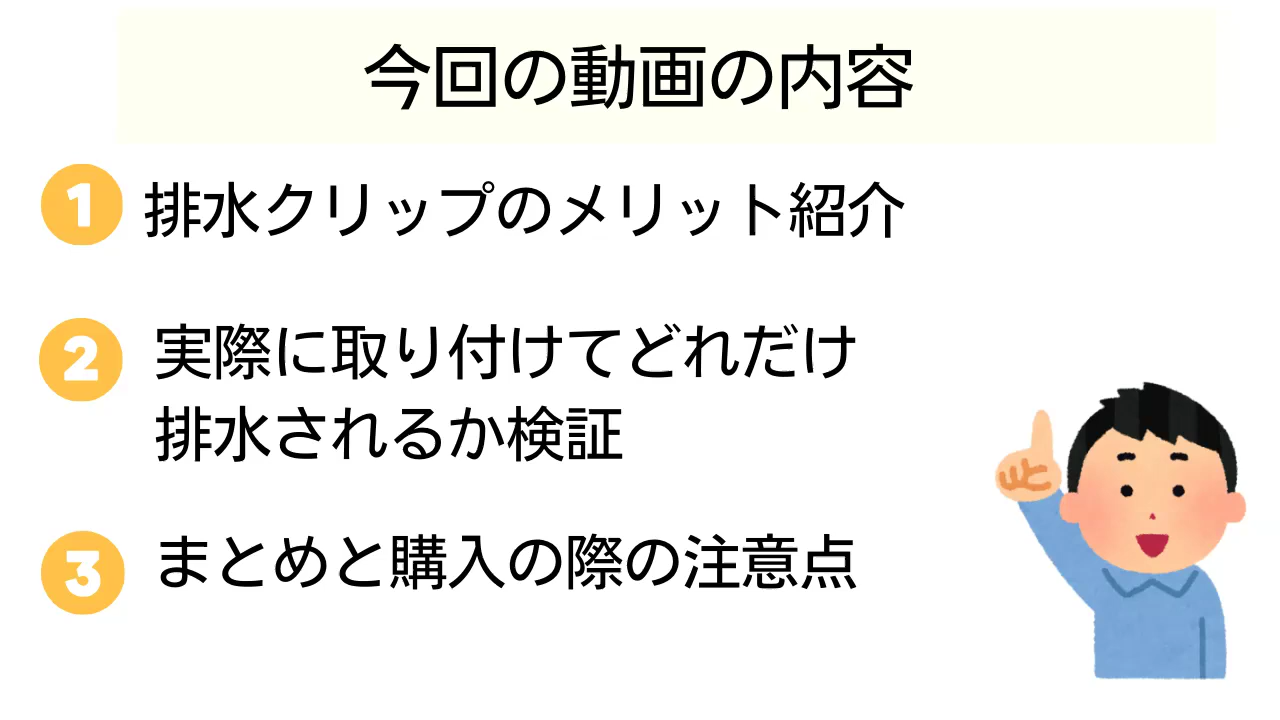 今回の動画の内容
1 排水クリップのメリット紹介
2 実際に取り付けてどれだけ
排水されるか検証
3 まとめと購入の際の注意点